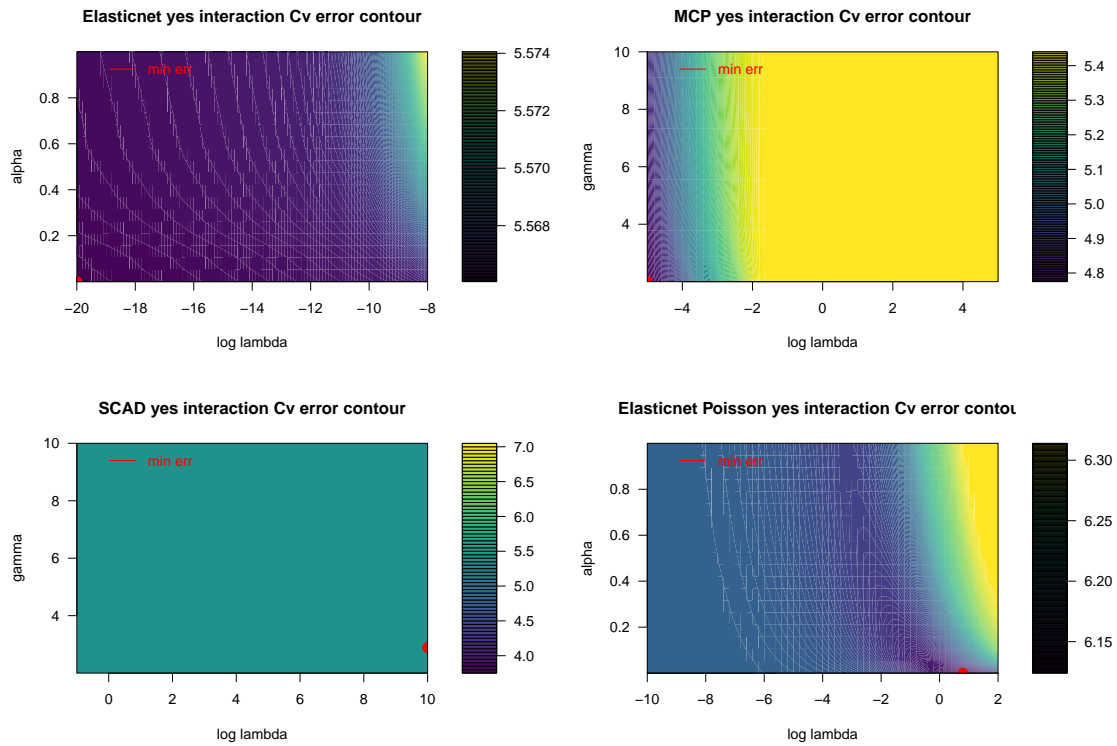 Elasticnet yes interaction Cv error contour
min err
alpha
0.8
0.6
0.4
0.2
−20 −18 −16 −14 −12 −10 −8
log lambda
5.574
5.572
5.570
5.568
MCP yes interaction Cv error contour
min err
gamma
10
8
6
4
−4 −2 0 2 4
log lambda
5.4
5.3
5.2
5.1
5.0
4.9
4.8
SCAD yes interaction Cv error contour
min err
gamma
10
8
6
4
0 2 4 6 8 10
log lambda
7.0
6.5
6.0
5.5
5.0
4.5
4.0
Elasticnet Poisson yes interaction Cv error contou
min err
alpha
0.8
0.6
0.4
0.2
−10 −8 −6 −4 −2 0 2
log lambda
6.30
6.25
6.20
6.15